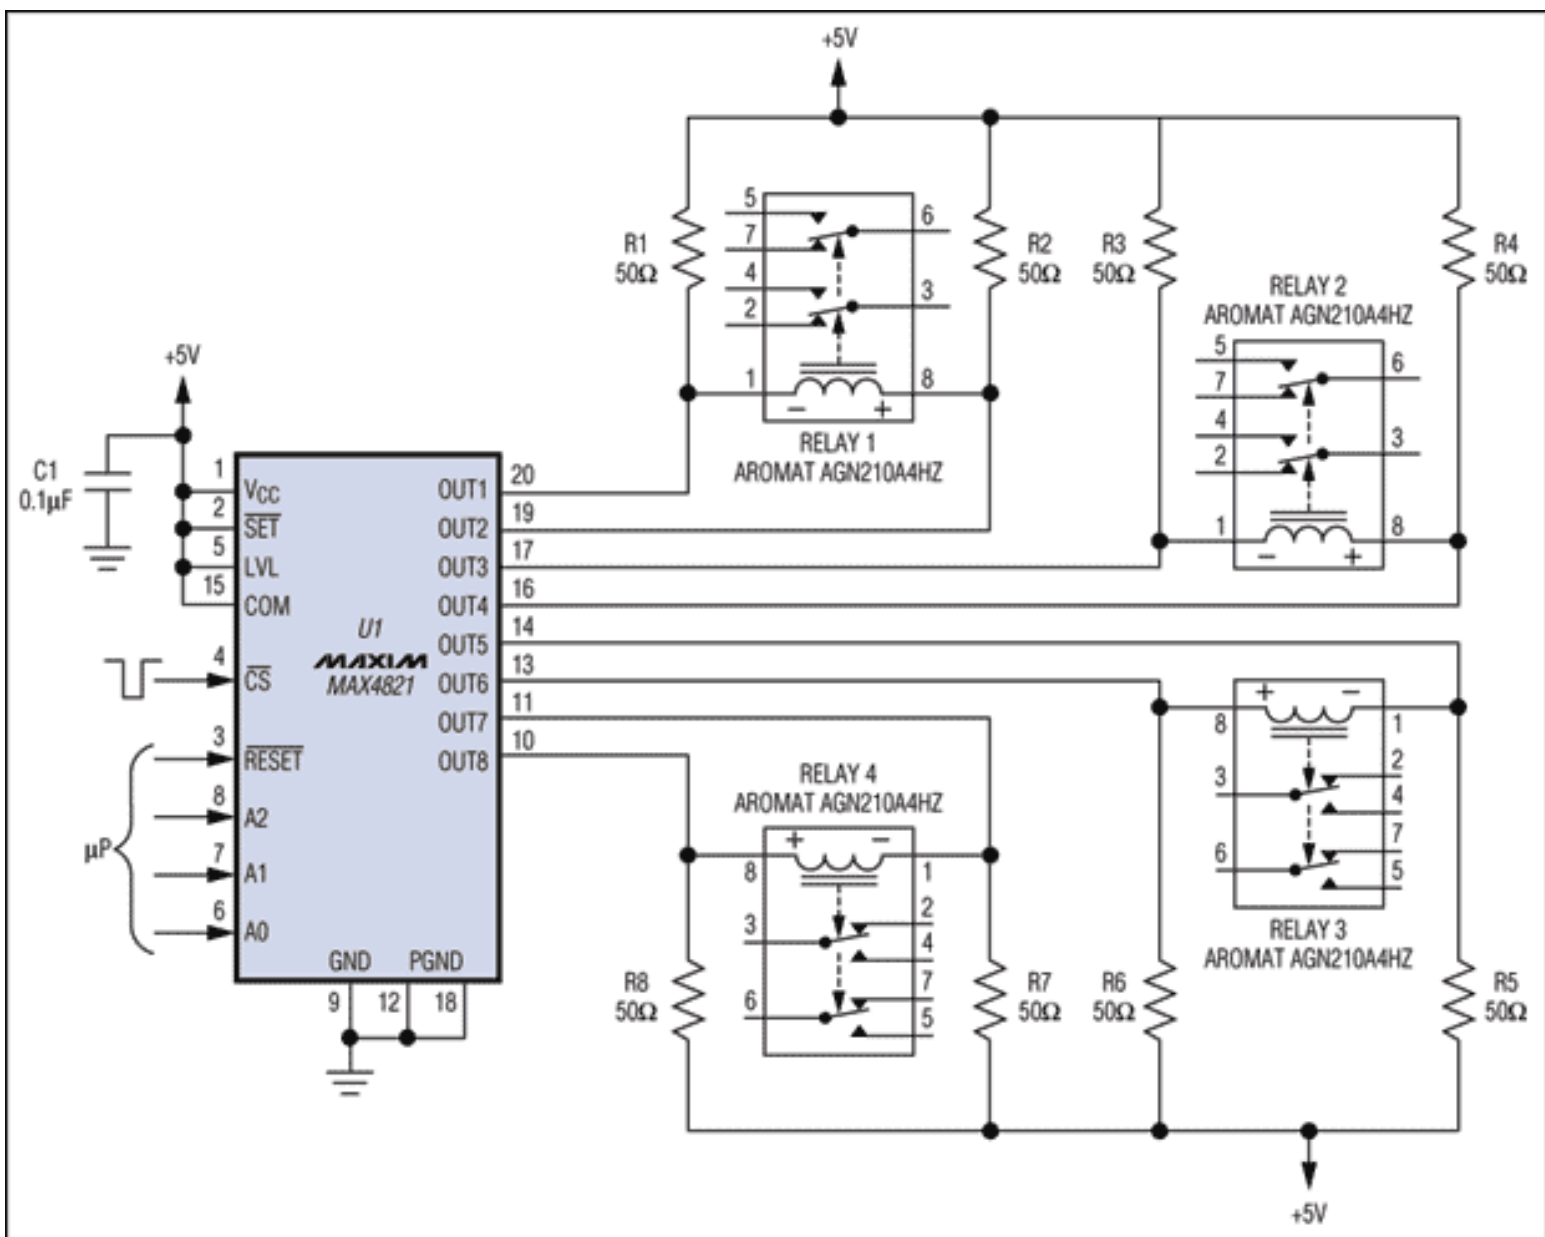 +5V
R1
50Ω
5
7
4
2
6
3
1
8
RELAY 1
AROMAT AGN210A4HZ
R2
50Ω
R3
50Ω
R4
50Ω
RELAY 2
AROMAT AGN210A4HZ
5
7
4
2
6
3
1
8
+5V
C1
0.1µF
1
VCC
2
SET
5
LVL
15
COM
4
CS
µP
3
RESET
8
A2
7
A1
6
A0
U1
MAXIM
MAX4821
OUT1
20
OUT2
19
OUT3
17
OUT4
16
OUT5
14
OUT6
13
OUT7
11
OUT8
10
GND
PGND
9
12
18
RELAY 4
AROMAT AGN210A4HZ
8
1
3
2
4
6
7
5
R8
50Ω
R7
50Ω
R6
50Ω
8
1
3
2
4
6
7
5
RELAY 3
AROMAT AGN210A4HZ
R5
50Ω
+5V